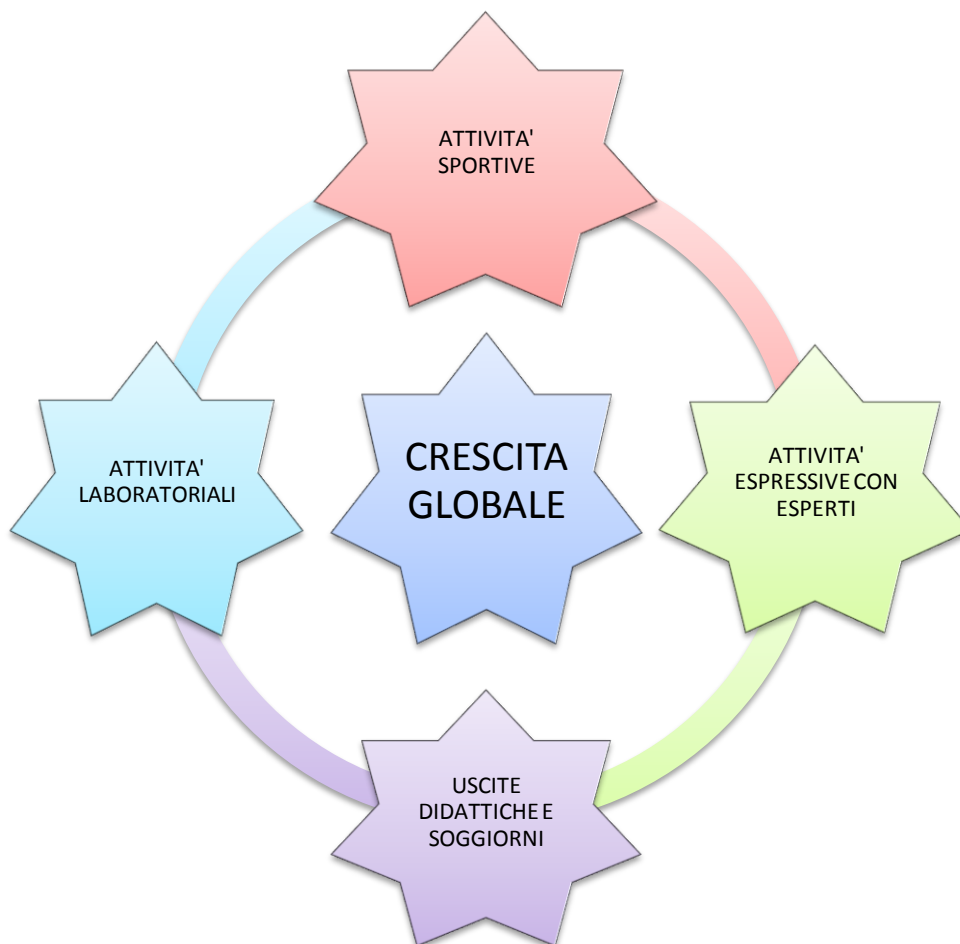 ATTIVITA'
SPORTIVE
ATTIVITA'
LABORATORIALI
CRESCITA
GLOBALE
ATTIVITA'
ESPRESSIVE CON
ESPERTI
USCITE
DIDATTICHE E
SOGGIORNI